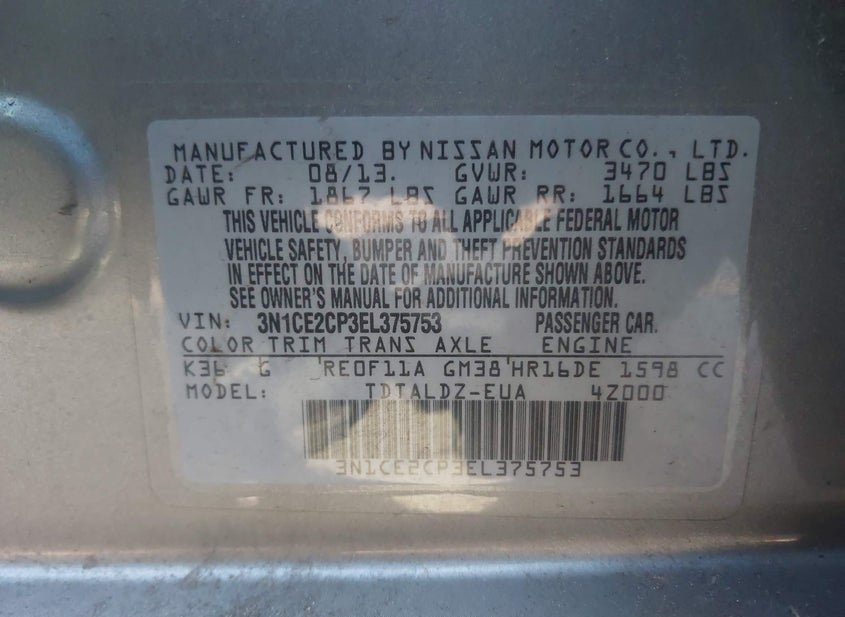 MANUFACTURED BY NISSAN MOTOR CO., LTD.
DATE: 08/13. GVWR: 3470 LBS
GAWR FR: 1867 LBS GAWR RR: 1664 LBS
THIS VEHICLE CONFORMS TO ALL APPLICABLE FEDERAL MOTOR
VEHICLE SAFETY, BUMPER AND THEFT PREVENTION STANDARDS
IN EFFECT ON THE DATE OF MANUFACTURE SHOWN ABOVE.
SEE OWNER'S MANUAL FOR ADDITIONAL INFORMATION.
VIN: 3N1CE2CP3EL375753 PASSENGER CAR.
COLOR TRIM TRANS AXLE ENGINE
K36 G RE0F11A GM38 HR16DE 1598 CC
MODEL: TDTALDZ-EUA 4Z000
3N1CE2CP3EL375753